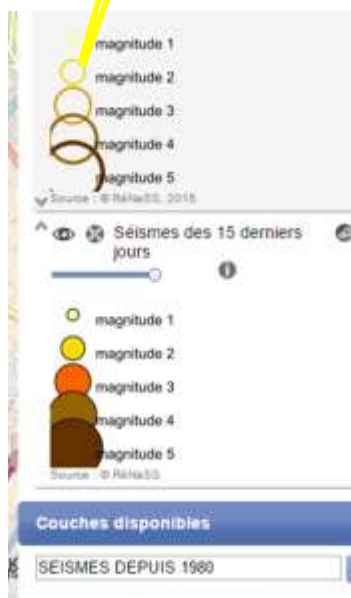 magnitude 1
magnitude 2
magnitude 3
magnitude 4
magnitude 5
Source : © RéNaSS, 2015
Séismes des 15 derniers
jours
magnitude 1
magnitude 2
magnitude 3
magnitude 4
magnitude 5
Source : © RéNaSS
Couches disponibles
SEISMES DEPUIS 1980